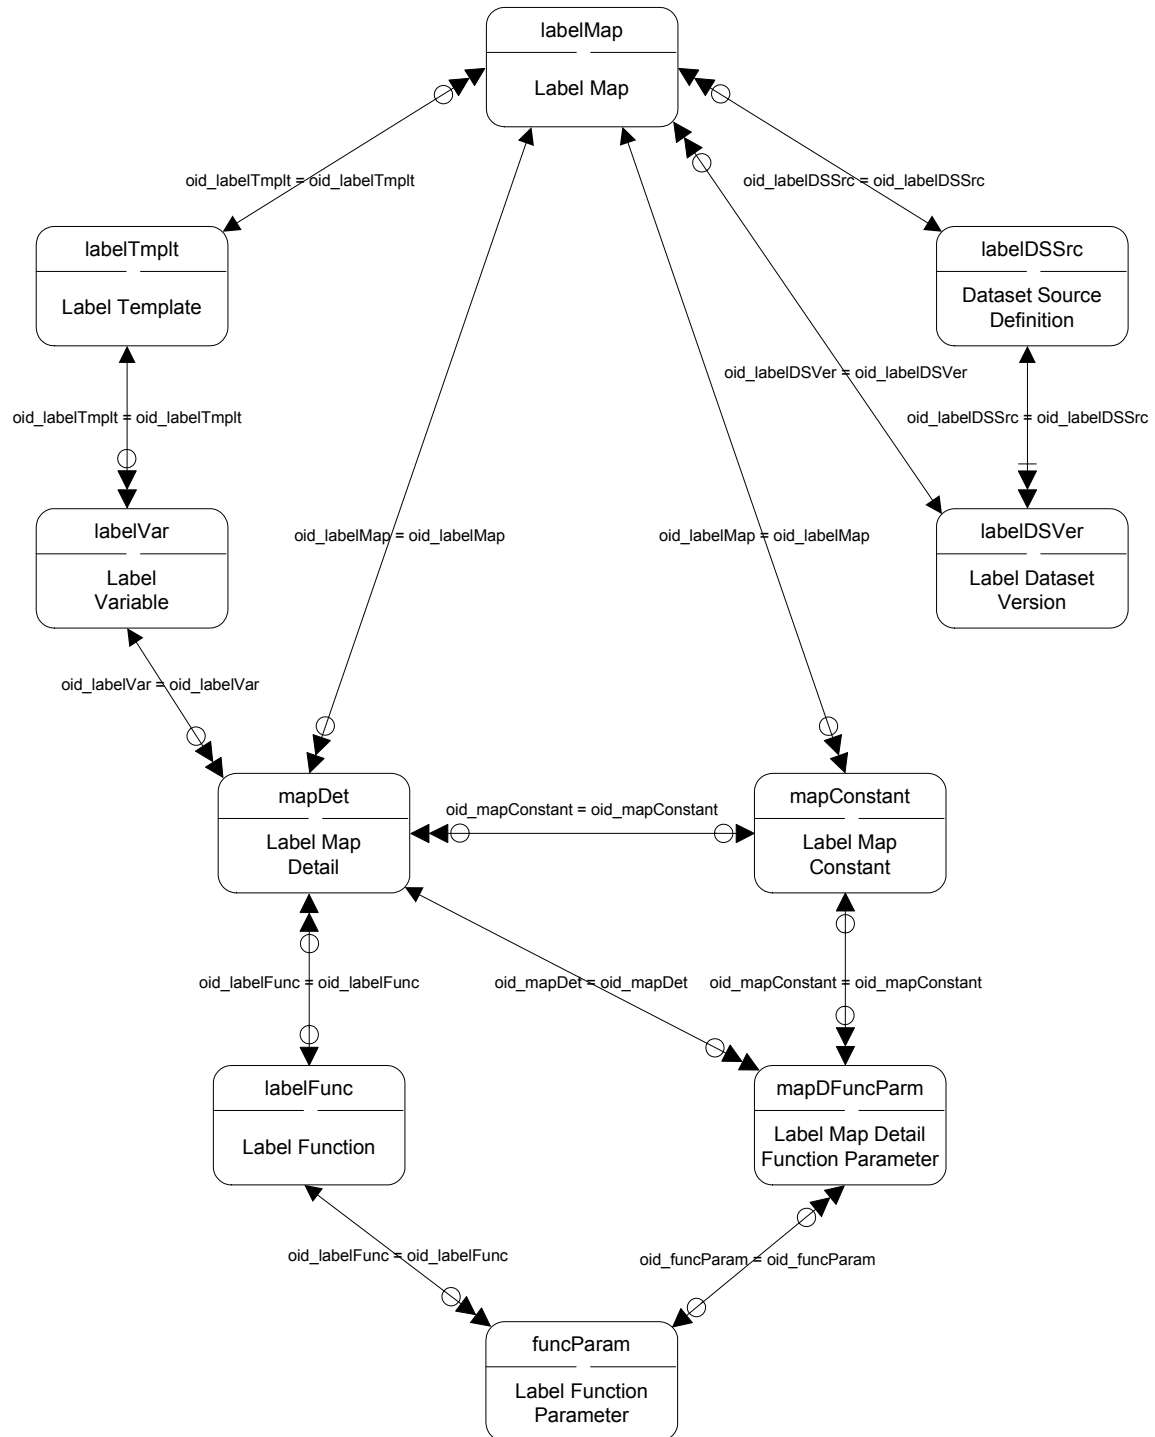 labelMap
Label Map
oid_labelTmplt = oid_labelTmplt
oid_labelDSSrc = oid_labelDSSrc
labelTmplt
Label Template
labelDSSrc
Dataset Source
Definition
oid_labelDSVer = oid_labelDSVer
oid_labelTmplt = oid_labelTmplt
oid_labelDSSrc = oid_labelDSSrc
labelVar
Label
Variable
oid_labelMap = oid_labelMap
oid_labelMap = oid_labelMap
labelDSVer
Label Dataset
Version
oid_labelVar = oid_labelVar
mapDet
Label Map
Detail
oid_mapConstant = oid_mapConstant
mapConstant
Label Map
Constant
oid_labelFunc = oid_labelFunc
oid_mapDet = oid_mapDet
oid_mapConstant = oid_mapConstant
labelFunc
Label Function
mapDFuncParm
Label Map Detail
Function Parameter
oid_labelFunc = oid_labelFunc
oid_funcParam = oid_funcParam
funcParam
Label Function
Parameter